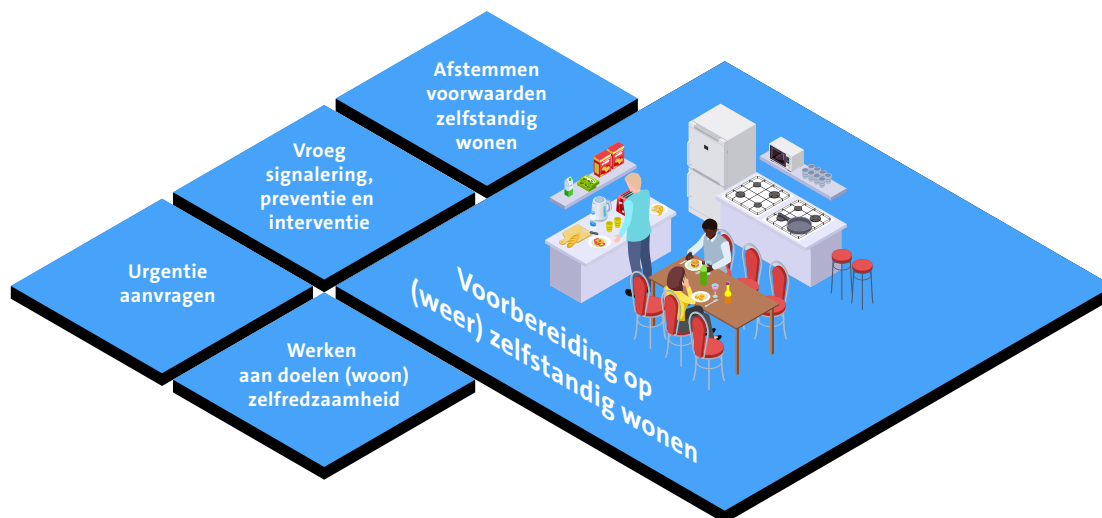 Afstemmen
voorwaarden
zelfstandig
wonen
Vroeg
signalering,
preventie en
interventie
Urgentie
aanvragen
Werken
aan doelen (woon)
zelfredzaamheid
Voorbereiding op
(weer) zelfstandig wonen